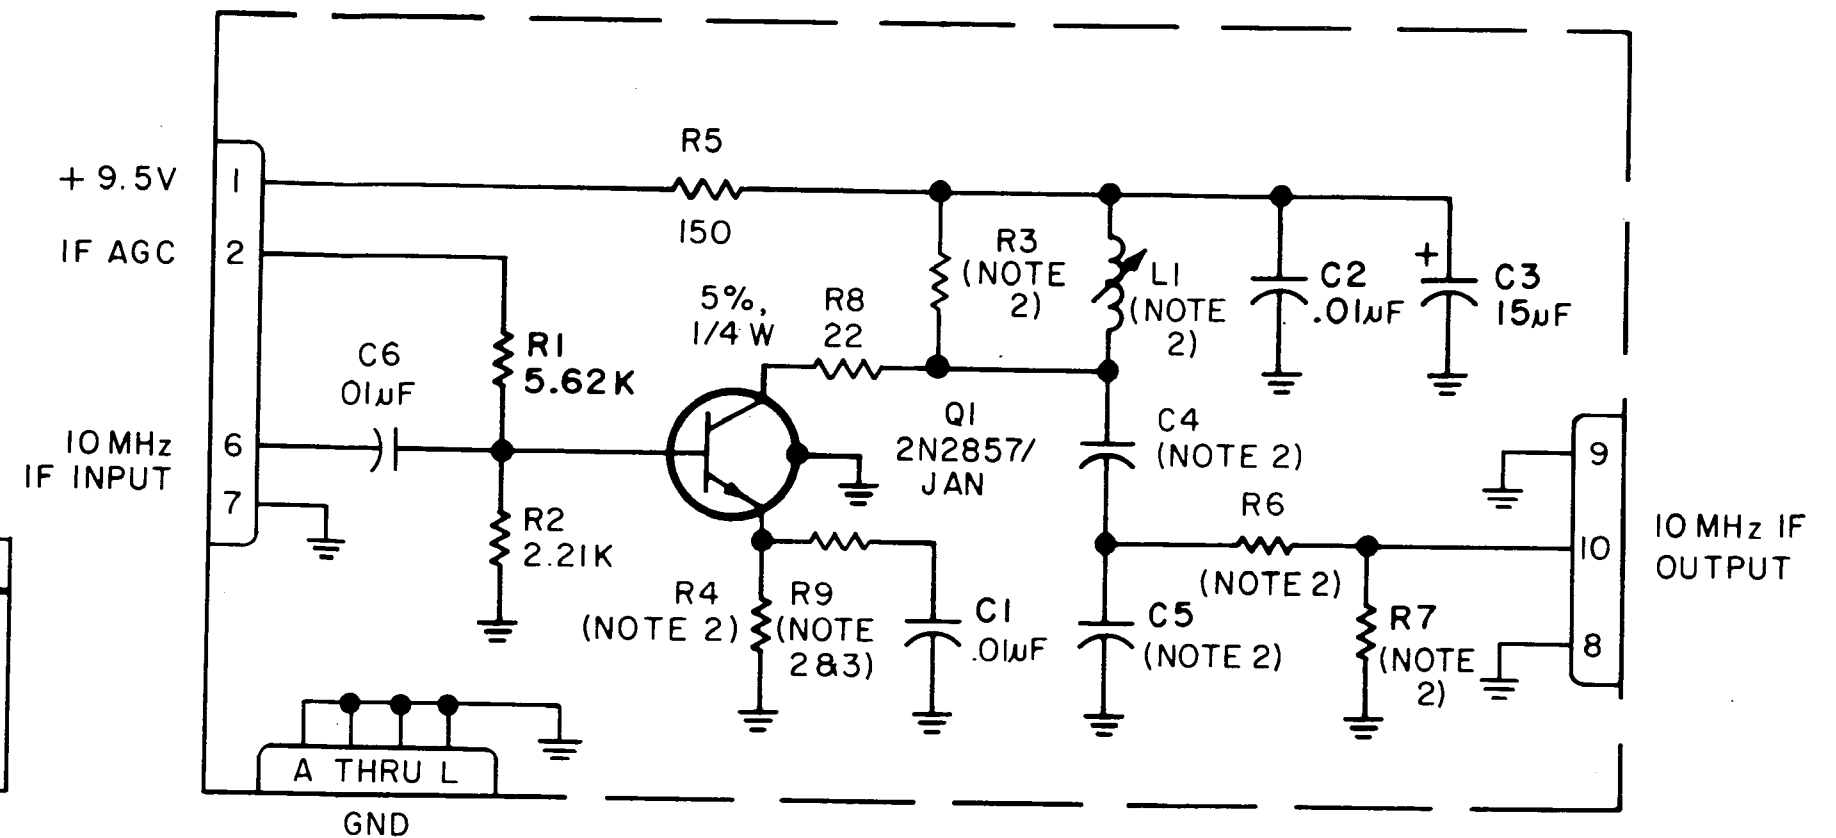 + 9.5V
1
IF AGC
2
10 MHz
IF INPUT
6
7
R5
150
R3
(NOTE
2)
L1
(NOTE
2)
C2
.01µF
+
C3
15µF
5%,
1/4 W
R8
22
R1
5.62K
C6
01µF
Q1
2N2857/
JAN
C4
(NOTE 2)
R2
2.21K
R6
(NOTE 2)
9
10
8
10 MHz IF
OUTPUT
R4
(NOTE 2)
R9
(NOTE
2&3)
C1
.01µF
C5
(NOTE 2)
R7
(NOTE
2)
A THRU L
GND